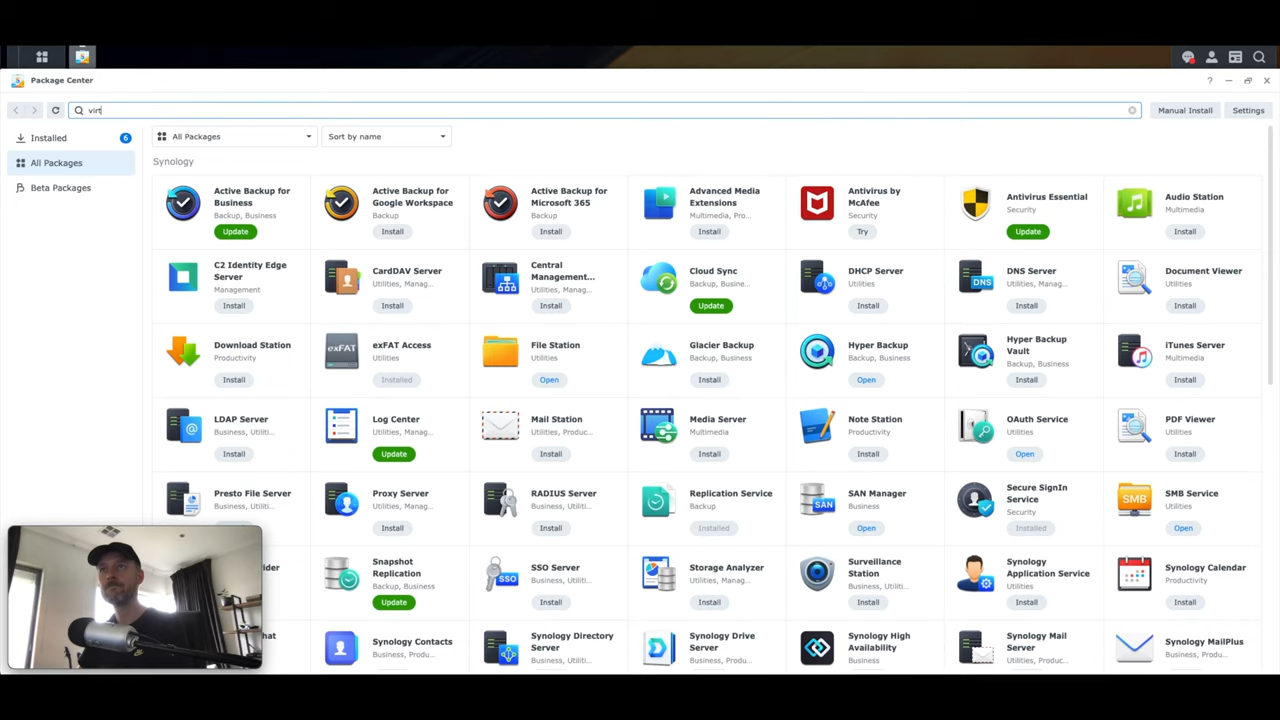 Package Center
?
virt
Manual Install
Settings
Installed
6
All Packages
Beta Packages
All Packages
Sort by name
Synology
Active Backup for
Business
Backup, Business
Update
Active Backup for
Google Workspace
Backup
Install
Active Backup for
Microsoft 365
Backup
Install
Advanced Media
Extensions
Multimedia, Pro...
Install
Antivirus by
McAfee
Security
Try
Antivirus Essential
Security
Update
Audio Station
Multimedia
Install
C2 Identity Edge
Server
Management
Install
CardDAV Server
Utilities, Manag...
Install
Central
Management...
Utilities, Manag...
Install
Cloud Sync
Backup, Busine...
Update
DHCP Server
Utilities
Install
DNS
DNS Server
Utilities, Manag...
Install
Document Viewer
Utilities
Install
Download Station
Productivity
Install
exFAT
exFAT Access
Utilities
Installed
File Station
Utilities
Open
Glacier Backup
Backup, Business
Install
Hyper Backup
Backup, Business
Open
Hyper Backup
Vault
Backup, Business
Install
iTunes Server
Multimedia
Install
@
LDAP Server
Business, Utiliti...
Install
Log Center
Utilities, Manag...
Update
Mail Station
Utilities, Produc...
Install
Media Server
Multimedia
Install
Note Station
Productivity
Install
OAuth Service
Utilities
Open
PDF Viewer
Utilities
Install
Presto File Server
Business, Utiliti...
Proxy Server
Utilities, Manag...
Install
RADIUS Server
Business, Utiliti...
Install
Replication Service
Backup
Installed
SAN
SAN Manager
Business
Open
Secure SignIn
Service
Security
Installed
SMB
SMB Service
Utilities
Open
Snapshot
Replication
Backup, Business
Update
SSO
SSO Server
Business, Utiliti...
Install
Storage Analyzer
Utilities, Manag...
Install
Surveillance
Station
Business, Utiliti...
Install
Synology
Application Service
Utilities
Install
Synology Calendar
Productivity
Install
Synology Contacts
Business, Produ...
Synology Directory
Server
Business, Utiliti...
Synology Drive
Server
Business, Produ...
Synology High
Availability
Business
Synology Mail
Server
Utilities, Produc...
Synology MailPlus
Business, Produ...